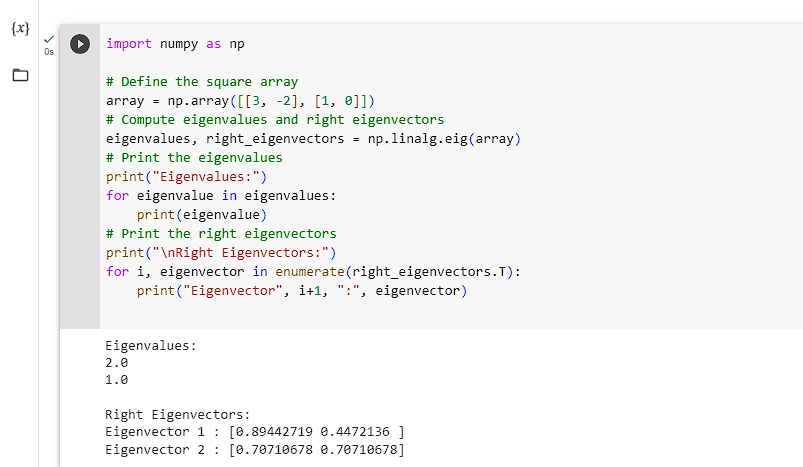 {x}
0s
import numpy as np
# Define the square array
array = np.array([[3, -2], [1, 0]])
# Compute eigenvalues and right eigenvectors
eigenvalues, right_eigenvectors = np.linalg.eig(array)
# Print the eigenvalues
print("Eigenvalues:")
for eigenvalue in eigenvalues:
    print(eigenvalue)
# Print the right eigenvectors
print("\nRight Eigenvectors:")
for i, eigenvector in enumerate(right_eigenvectors.T):
    print("Eigenvector", i+1, ":", eigenvector)
Eigenvalues:
2.0
1.0
Right Eigenvectors:
Eigenvector 1 : [0.89442719 0.4472136 ]
Eigenvector 2 : [0.70710678 0.70710678]